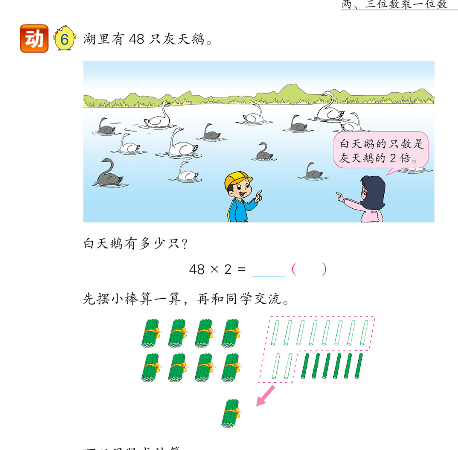 两、三位数乘一位数
动 6 湖里有 48 只灰天鹅。
白天鹅的只数是
灰天鹅的 2 倍。
白天鹅有多少只?
48 × 2 = ____ (  )
先摆小棒算一算，再和同学交流。